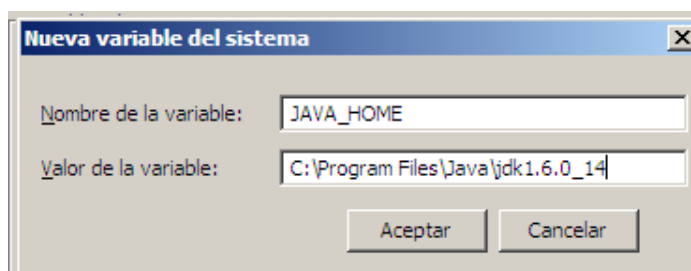 Nueva variable del sistema
Nombre de la variable: JAVA_HOME
Valor de la variable: C:\Program Files\Java\jdk1.6.0_14
Aceptar Cancelar